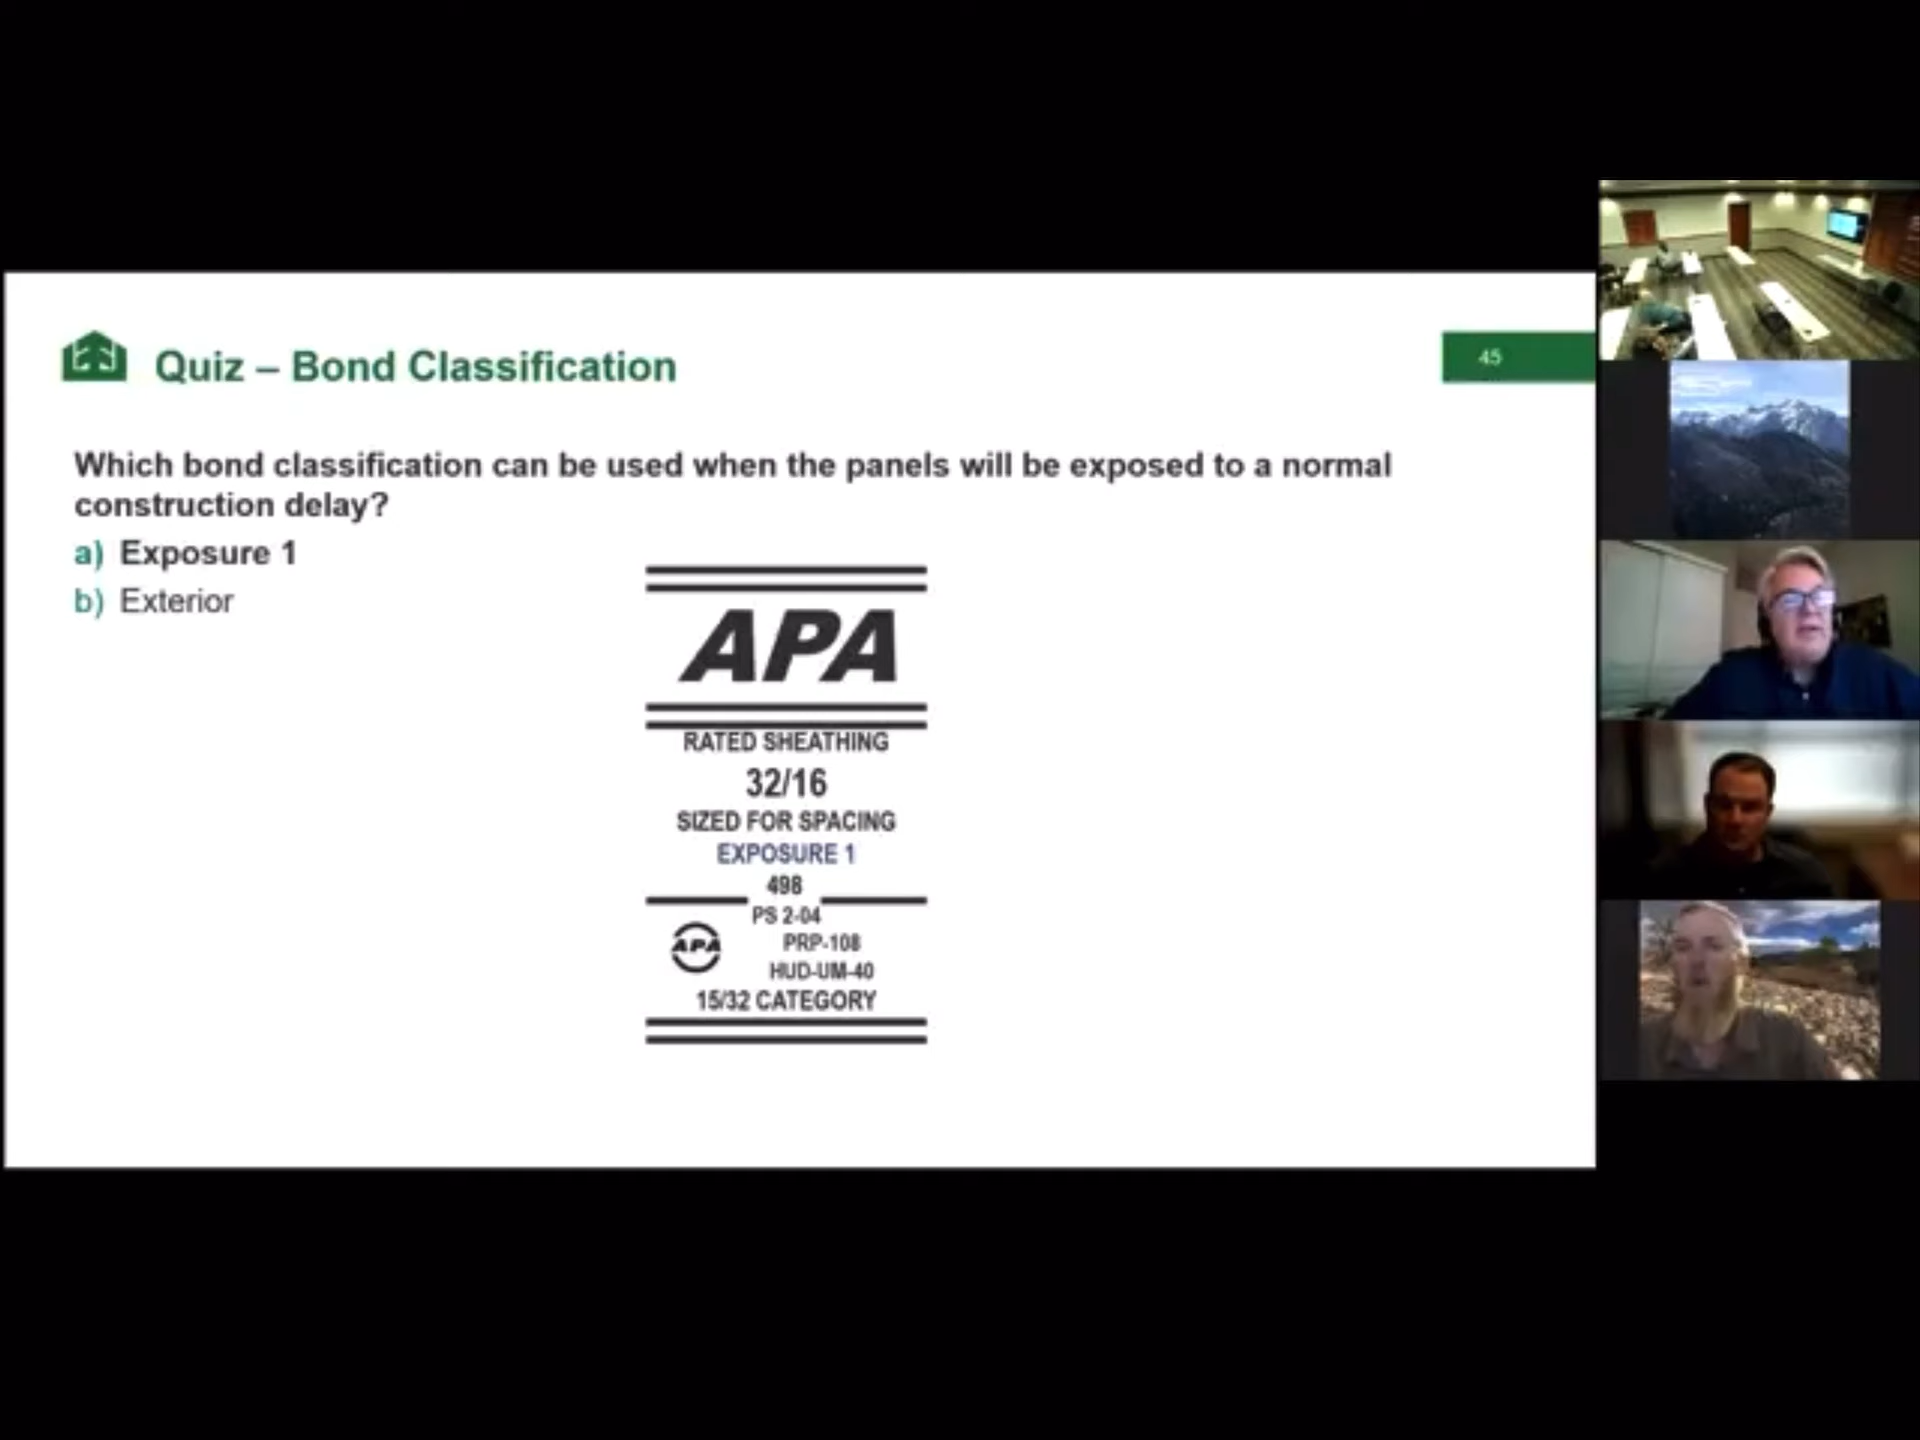 Quiz – Bond Classification
45
Which bond classification can be used when the panels will be exposed to a normal
construction delay?
a) Exposure 1
b) Exterior
APA
RATED SHEATHING
32/16
SIZED FOR SPACING
EXPOSURE 1
498
PS 2-04
APA
PRP-108
HUD-UM-40
15/32 CATEGORY